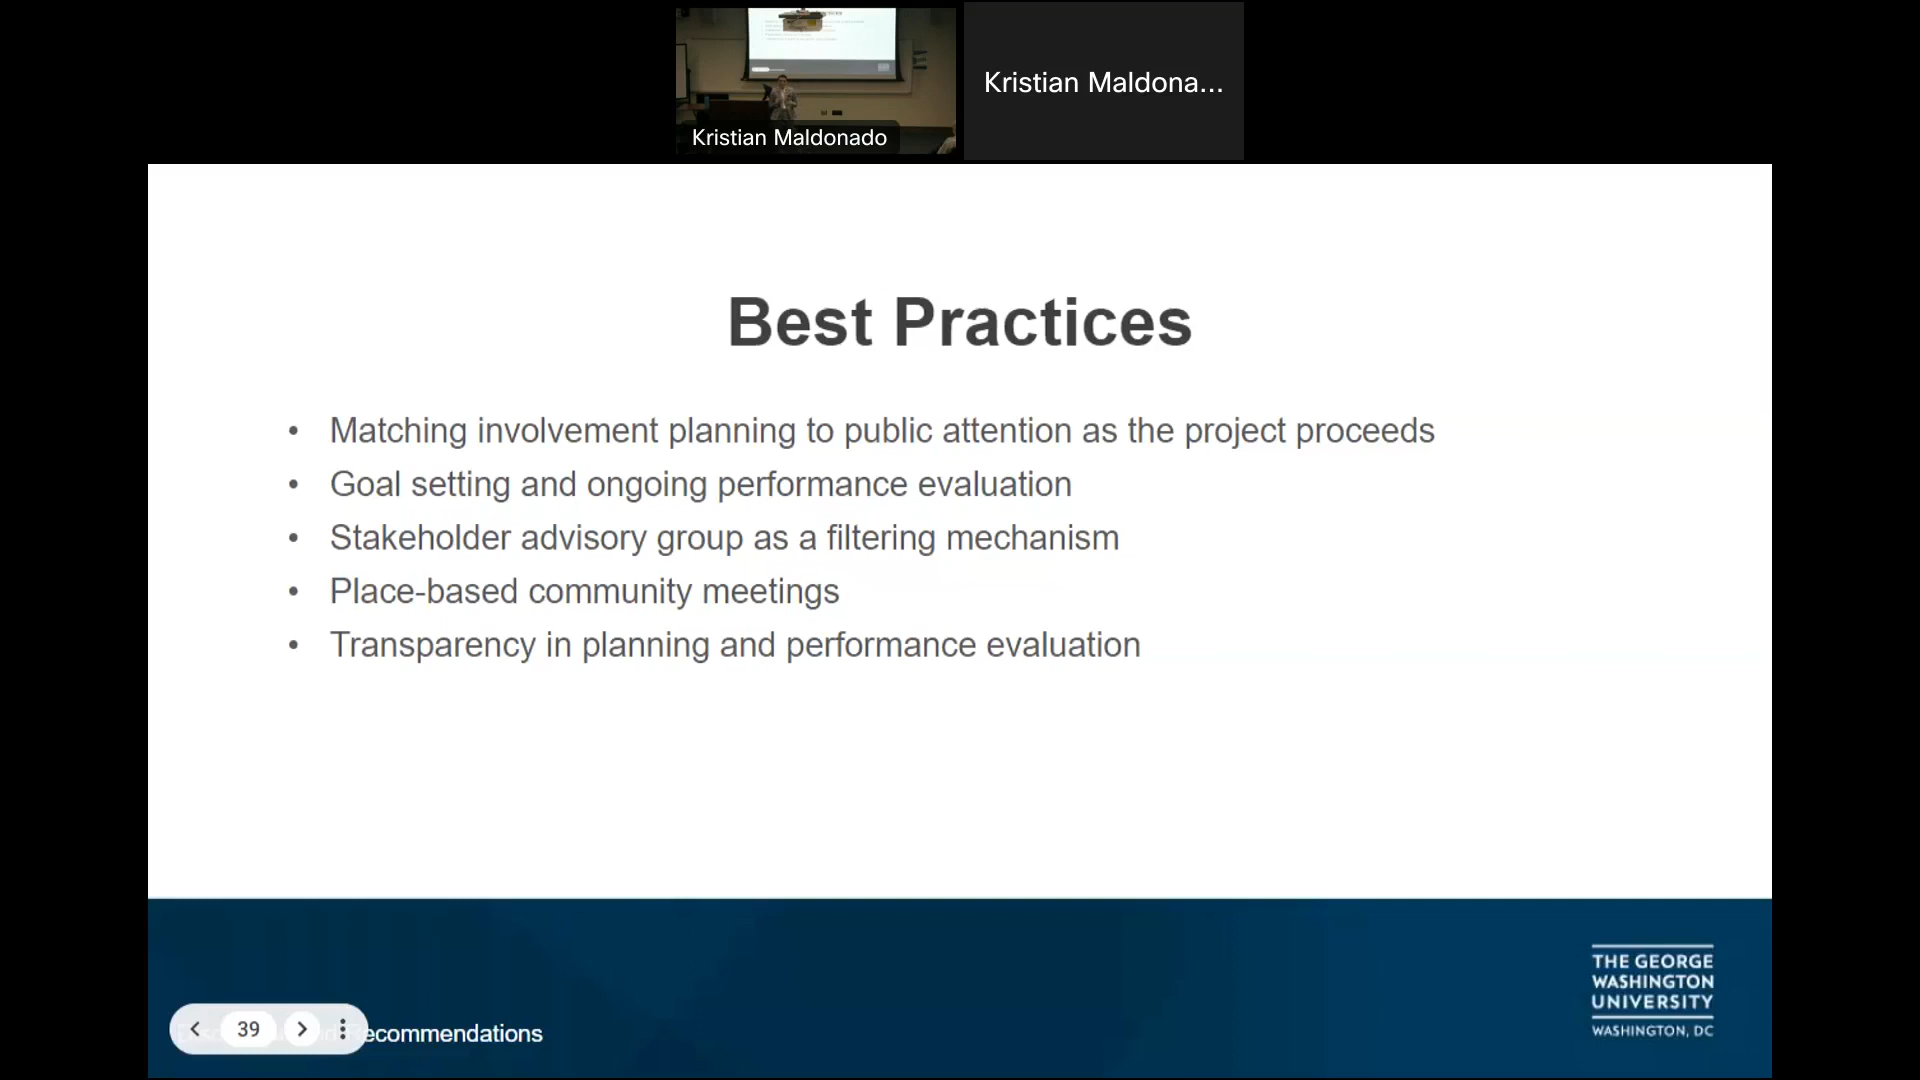 Kristian Maldonado
Kristian Maldona...
Best Practices
• Matching involvement planning to public attention as the project proceeds
• Goal setting and ongoing performance evaluation
• Stakeholder advisory group as a filtering mechanism
• Place-based community meetings
• Transparency in planning and performance evaluation
39
Recommendations
THE GEORGE
WASHINGTON
UNIVERSITY
WASHINGTON, DC